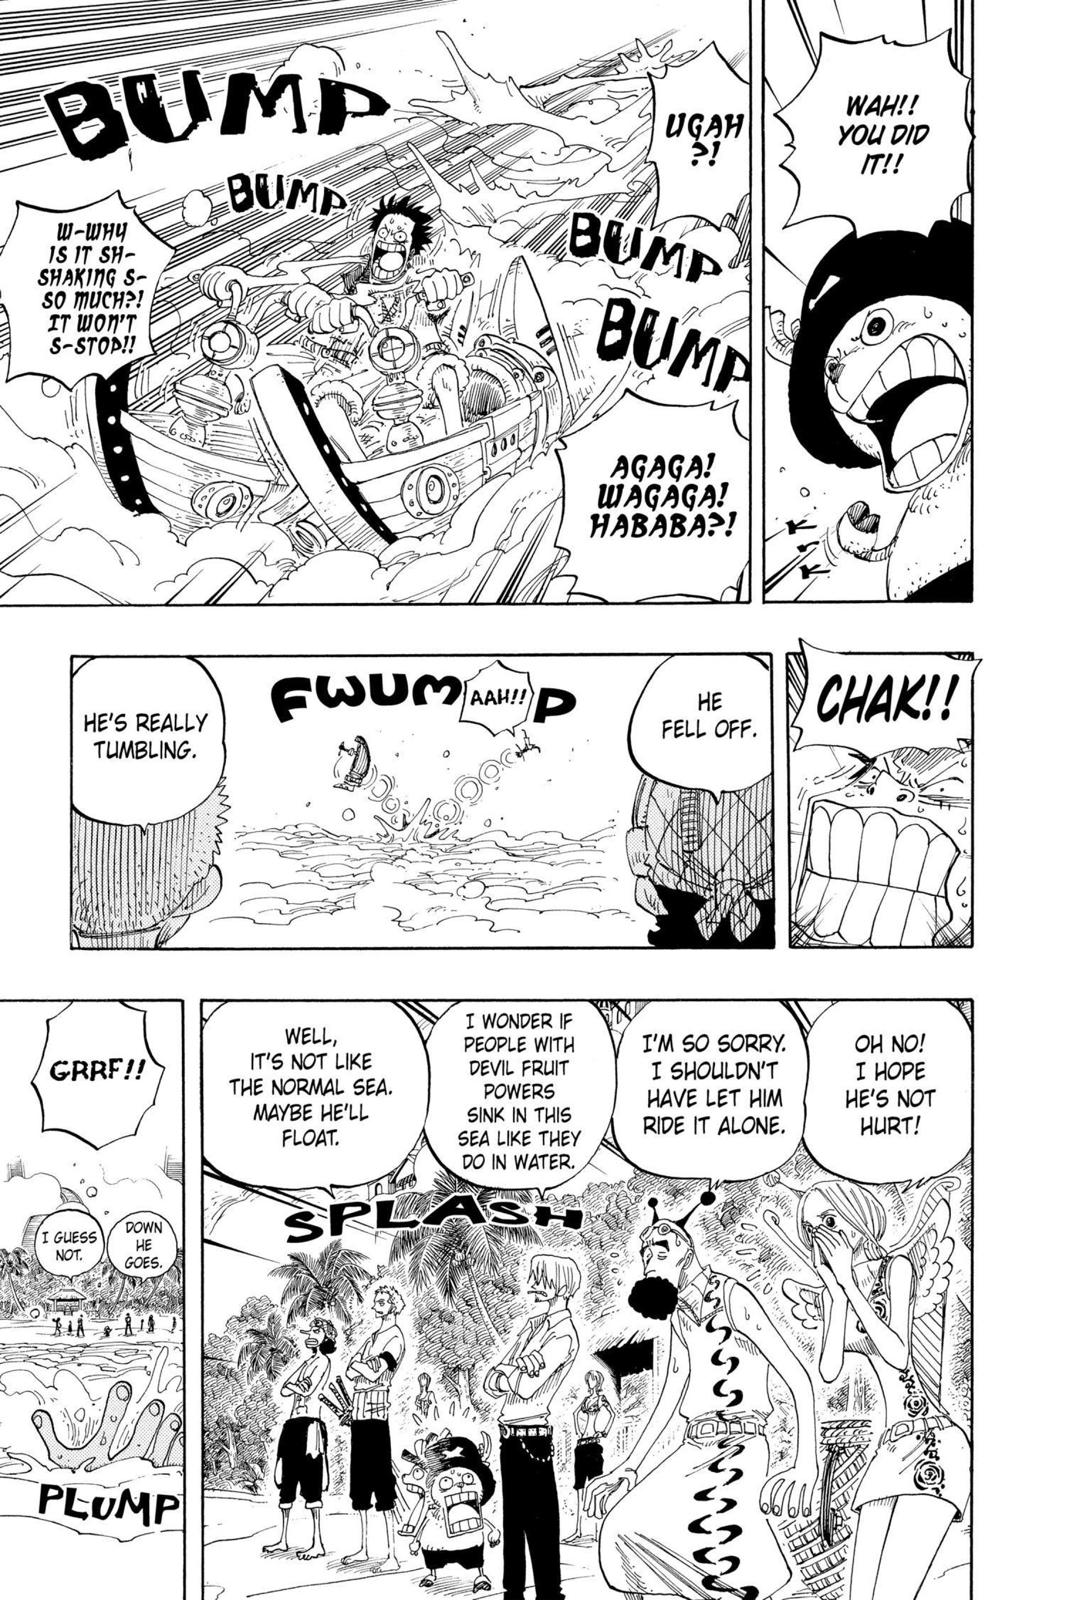 WAH!!
YOU DID
IT!!
UGAH
?!
BUMP
BUMP
BUMP
BUMP
W-WHY
IS IT SH-
SHAKING S-
SO MUCH?!
IT WON'T
S-STOP!!
AGAGA!
WAGAGA!
HABABA?!
CHAK!!
HE
FELL OFF.
FWUMP
AAH!!
HE'S REALLY
TUMBLING.
OH NO!
I HOPE
HE'S NOT
HURT!
I'M SO SORRY.
I SHOULDN'T
HAVE LET HIM
RIDE IT ALONE.
I WONDER IF
PEOPLE WITH
DEVIL FRUIT
POWERS
SINK IN THIS
SEA LIKE THEY
DO IN WATER.
WELL,
IT'S NOT LIKE
THE NORMAL SEA.
MAYBE HE'LL
FLOAT.
SPLASH
GRRF!!
DOWN
HE
GOES.
I GUESS
NOT.
PLUMP